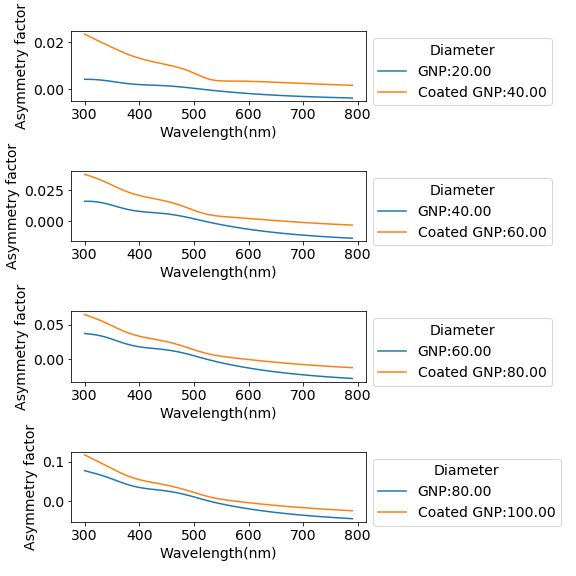 Asymmetry factor
0.02
0.00
300 400 500 600 700 800
Wavelength(nm)
Diameter
GNP:20.00
Coated GNP:40.00
Asymmetry factor
0.025
0.000
300 400 500 600 700 800
Wavelength(nm)
Diameter
GNP:40.00
Coated GNP:60.00
Asymmetry factor
0.05
0.00
300 400 500 600 700 800
Wavelength(nm)
Diameter
GNP:60.00
Coated GNP:80.00
Asymmetry factor
0.1
0.0
300 400 500 600 700 800
Wavelength(nm)
Diameter
GNP:80.00
Coated GNP:100.00